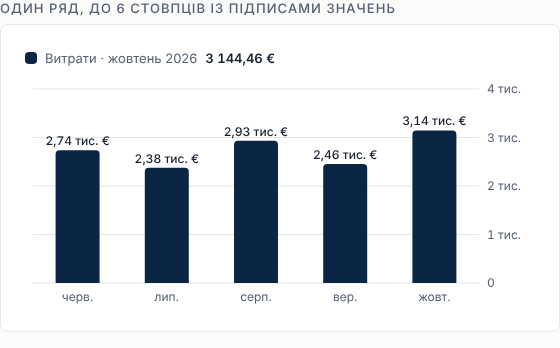 ОДИН РЯД, ДО 6 СТОВПЦІВ ІЗ ПІДПИСАМИ ЗНАЧЕНЬ
Витрати · жовтень 2026 3 144,46 €
4 тис.
3,14 тис. €
2,74 тис. €
2,93 тис. €
3 тис.
2,38 тис. €
2,46 тис. €
2 тис.
1 тис.
0
черв.
лип.
серп.
вер.
жовт.